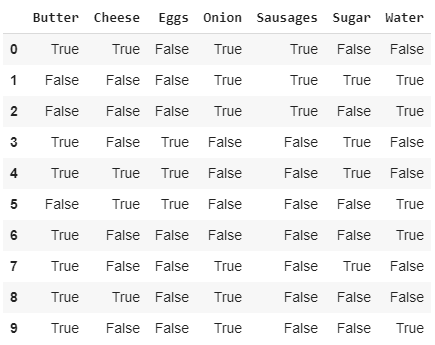 Butter Cheese Eggs Onion Sausages Sugar Water
0 True True False True True False False
1 False False False True True True True
2 False False False True True False True
3 True False True False False True False
4 True True True False False True True
5 False True True False False False True
6 True False False False False False True
7 True False False True False True False
8 True True False True False False False
9 True False False True False False True